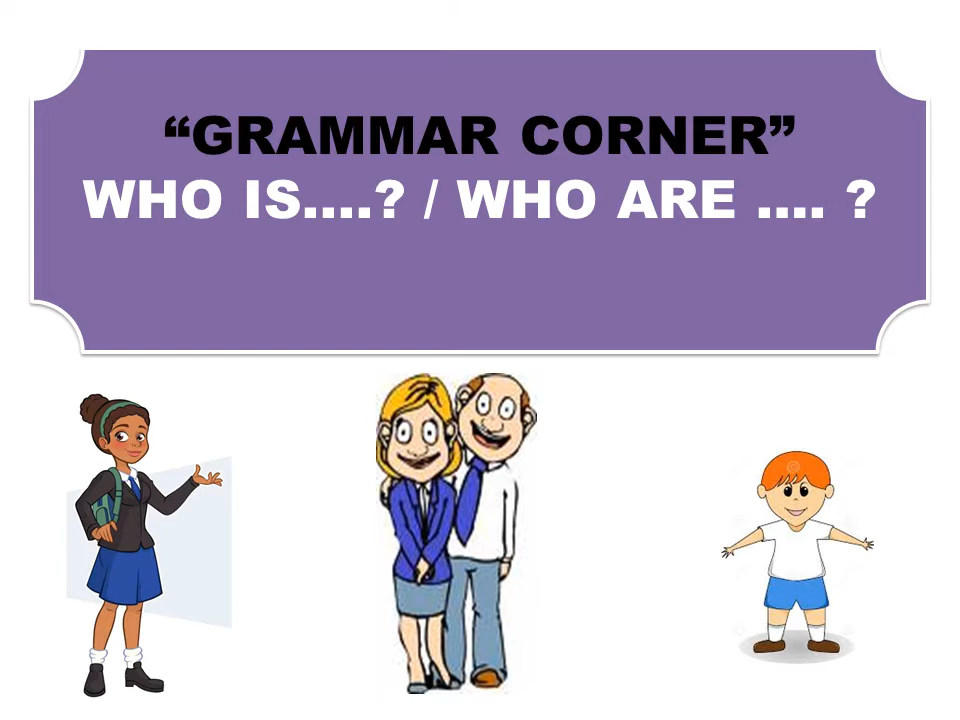 “GRAMMAR CORNER”
WHO IS....? / WHO ARE .... ?